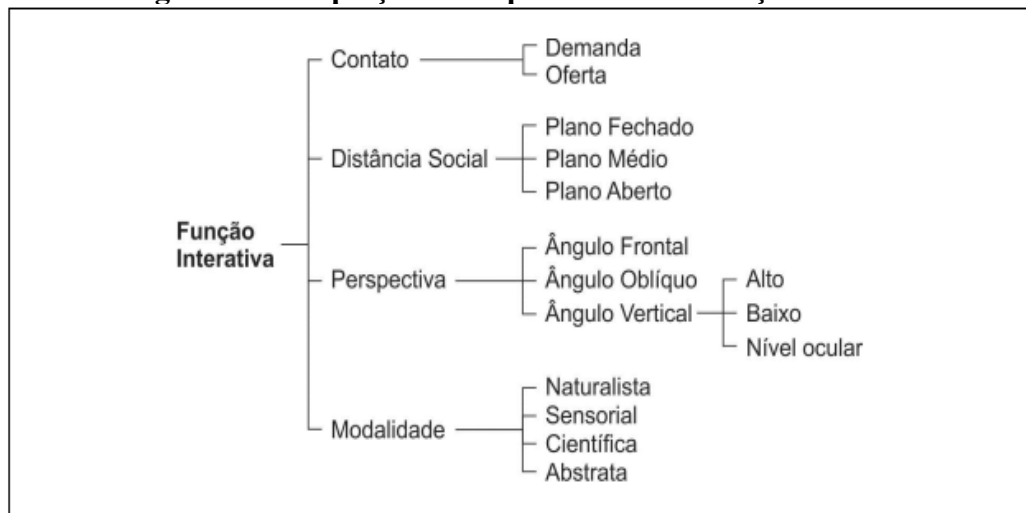 Contato
Demanda
Oferta
Distância Social
Plano Fechado
Plano Médio
Plano Aberto
Função
Interativa
Perspectiva
Ângulo Frontal
Ângulo Oblíquo
Ângulo Vertical
Alto
Baixo
Nível ocular
Modalidade
Naturalista
Sensorial
Científica
Abstrata